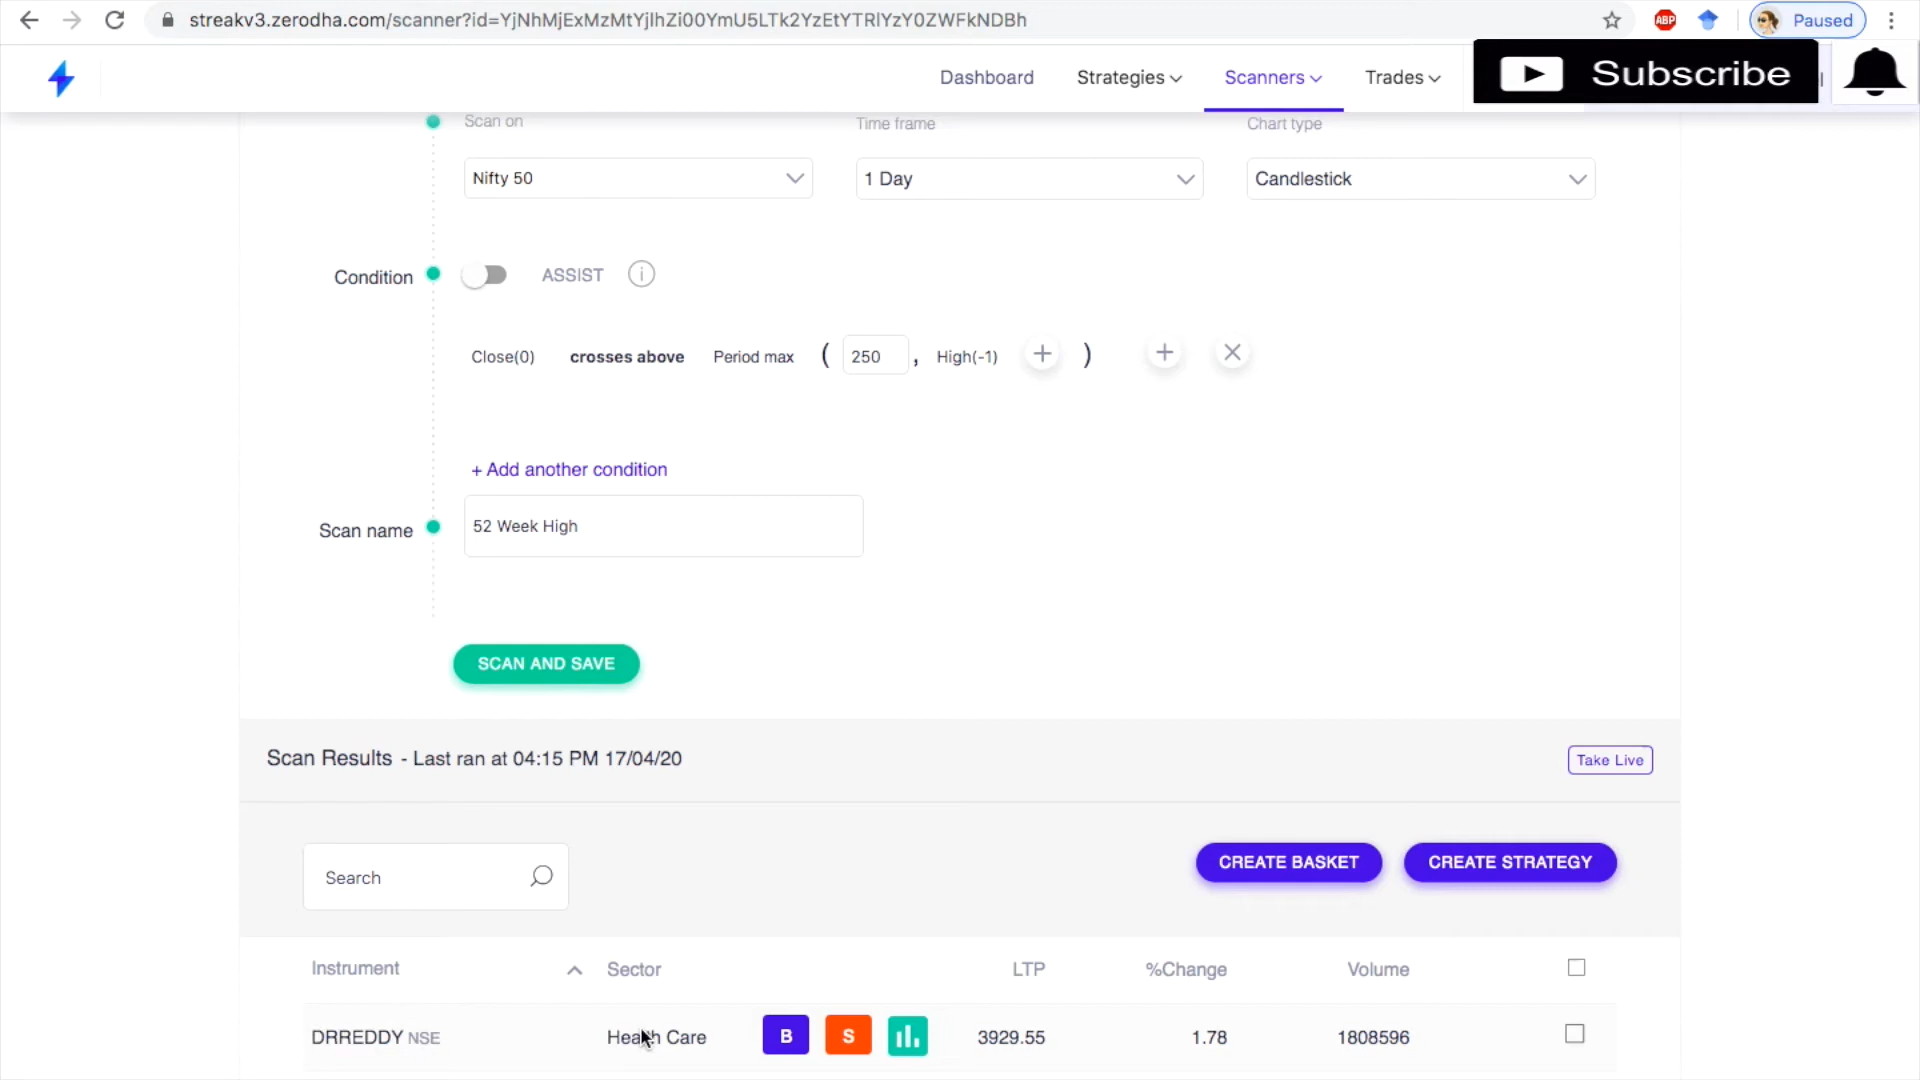 streakv3.zerodha.com/scanner?id=YjNhMjExMzMtYjlhZi00YmU5LTk2YzEtYTRlYzY0ZWFkNDBh
ABP
Paused
Dashboard Strategies Scanners Trades
Subscribe
Scan on Time frame Chart type
Nifty 50 1 Day Candlestick
Condition ASSIST i
Close(0) crosses above Period max ( 250 , High(-1) + ) + ×
+ Add another condition
Scan name 52 Week High
SCAN AND SAVE
Scan Results - Last ran at 04:15 PM 17/04/20 Take Live
Search CREATE BASKET CREATE STRATEGY
Instrument Sector LTP %Change Volume
DRREDDY NSE Health Care B S 3929.55 1.78 1808596